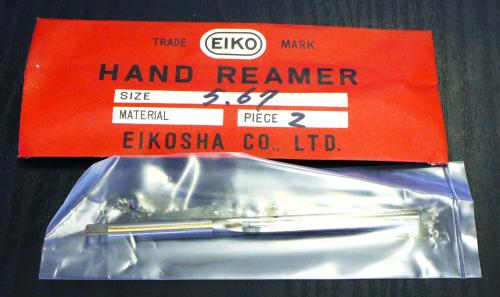 TRADE EIKO MARK
HAND REAMER
SIZE 5.67
MATERIAL PIECE 2
EIKOSHA CO., LTD.